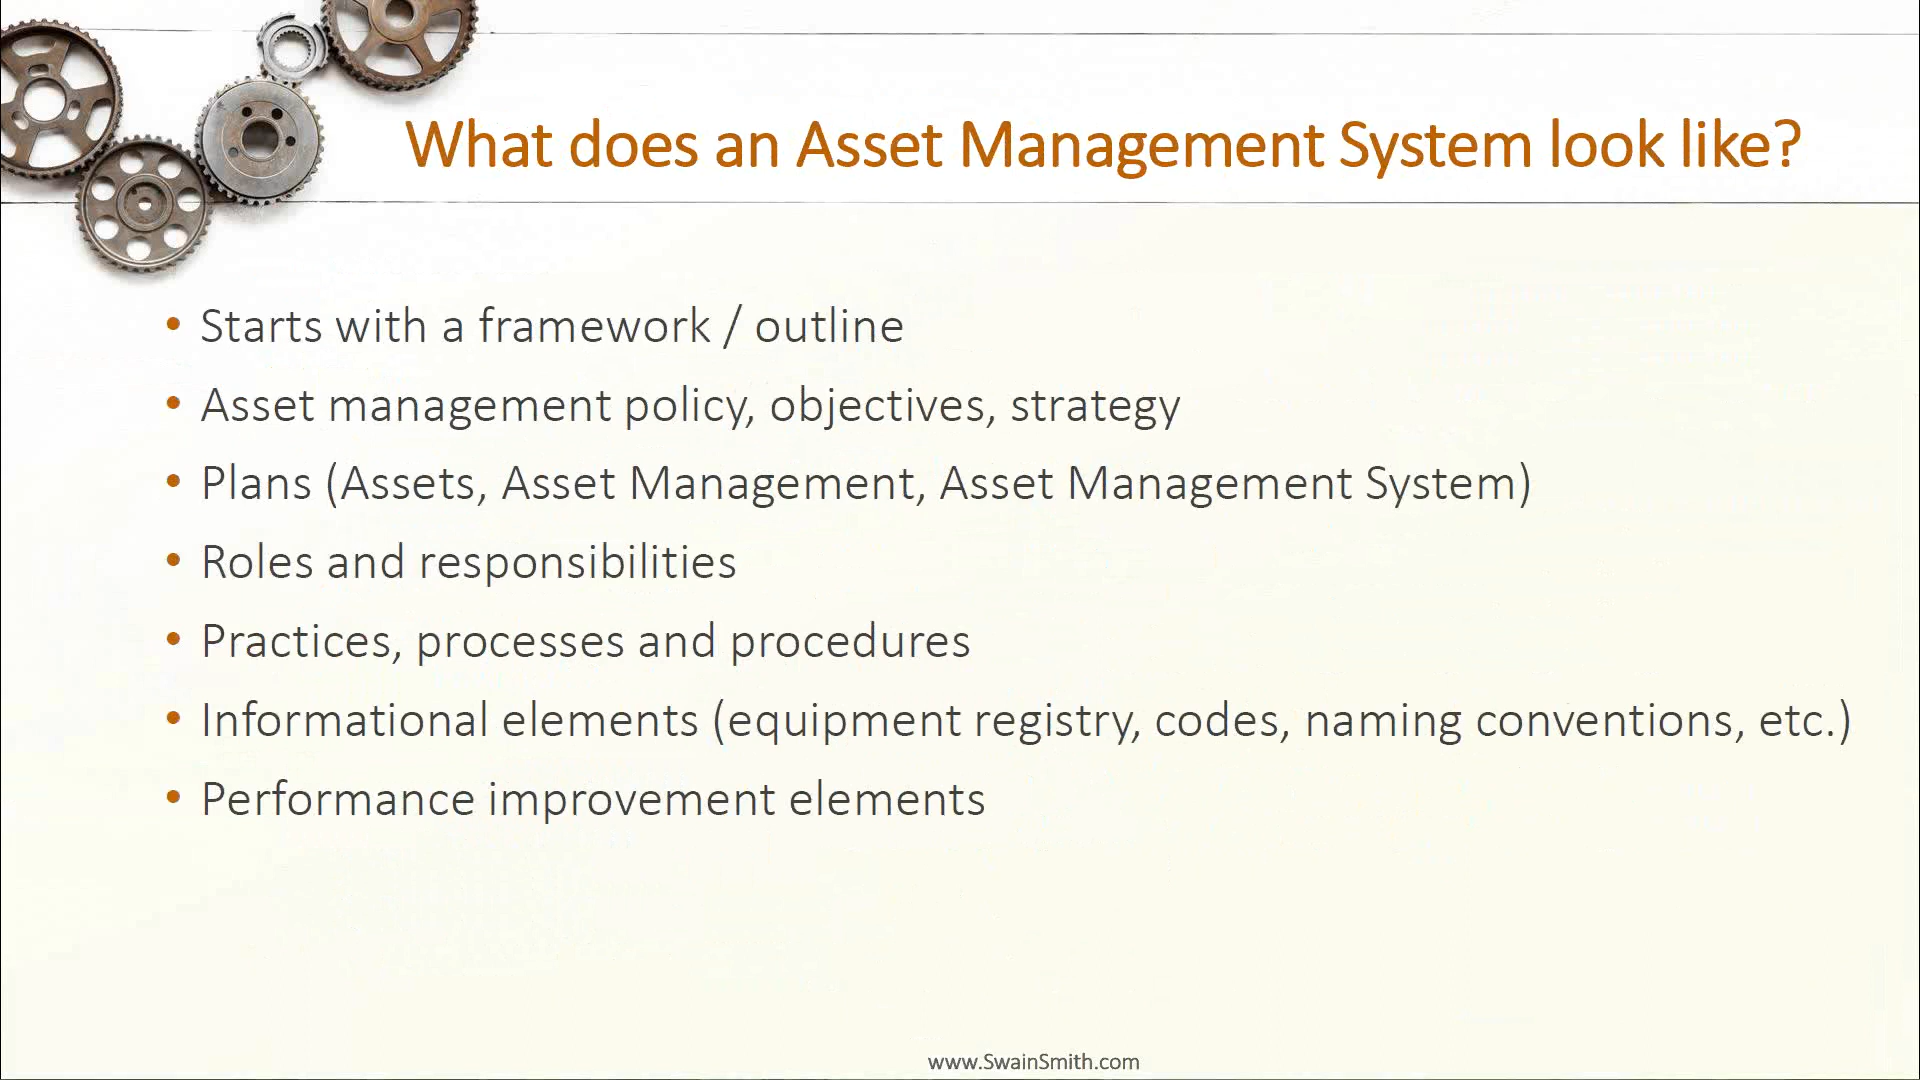 What does an Asset Management System look like?
• Starts with a framework / outline
• Asset management policy, objectives, strategy
• Plans (Assets, Asset Management, Asset Management System)
• Roles and responsibilities
• Practices, processes and procedures
• Informational elements (equipment registry, codes, naming conventions, etc.)
• Performance improvement elements
www.SwainSmith.com